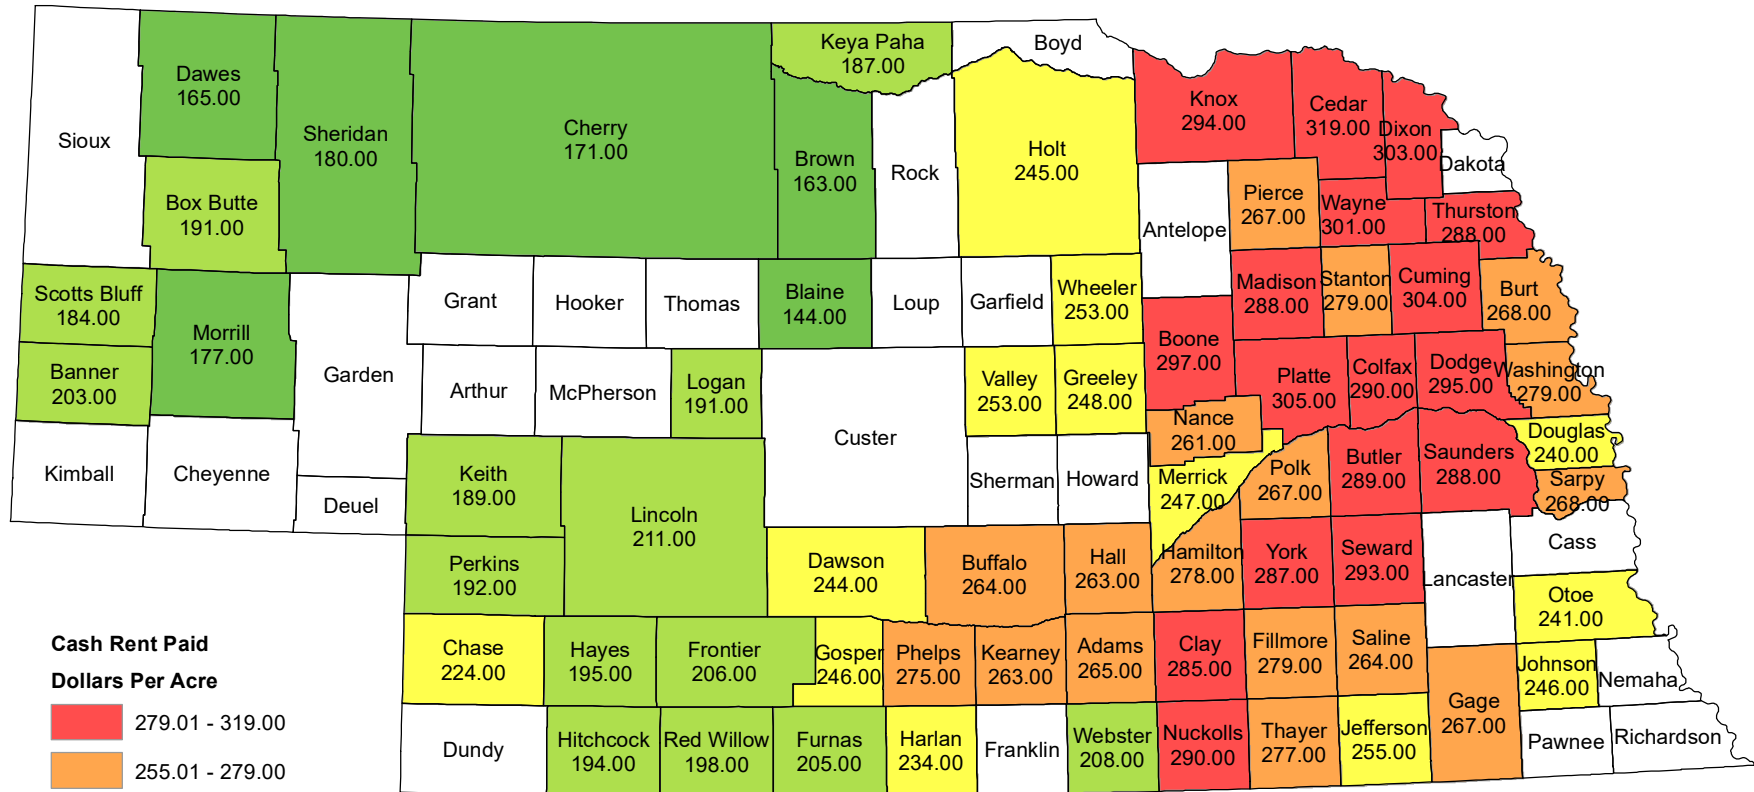 Boyd
Keya Paha
187.00
Dawes
165.00
Knox
294.00
Cedar
319.00
Dixon
303.00
Sheridan
180.00
Cherry
171.00
Sioux
Brown
163.00
Rock
Holt
245.00
Dakota
Box Butte
191.00
Pierce
267.00
Wayne
301.00
Thurston
288.00
Antelope
Scotts Bluff
184.00
Morrill
177.00
Grant
Hooker
Thomas
Blaine
144.00
Loup
Garfield
Wheeler
253.00
Madison
288.00
Stanton
279.00
Cuming
304.00
Burt
268.00
Banner
203.00
Garden
Arthur
McPherson
Logan
191.00
Valley
253.00
Greeley
248.00
Boone
297.00
Platte
305.00
Colfax
290.00
Dodge
295.00
Washington
279.00
Custer
Nance
261.00
Douglas
240.00
Kimball
Cheyenne
Keith
189.00
Sherman
Howard
Merrick
247.00
Polk
267.00
Butler
289.00
Saunders
288.00
Sarpy
268.00
Deuel
Lincoln
211.00
Perkins
192.00
Dawson
244.00
Buffalo
264.00
Hall
263.00
Hamilton
278.00
York
287.00
Seward
293.00
Lancaster
Cass
Otoe
241.00
Chase
224.00
Hayes
195.00
Frontier
206.00
Gosper
246.00
Phelps
275.00
Kearney
263.00
Adams
265.00
Clay
285.00
Fillmore
279.00
Saline
264.00
Johnson
246.00
Nemaha
Gage
267.00
Dundy
Hitchcock
194.00
Red Willow
198.00
Furnas
205.00
Harlan
234.00
Franklin
Webster
208.00
Nuckolls
290.00
Thayer
277.00
Jefferson
255.00
Pawnee
Richardson
Cash Rent Paid
Dollars Per Acre
279.01 - 319.00
255.01 - 279.00